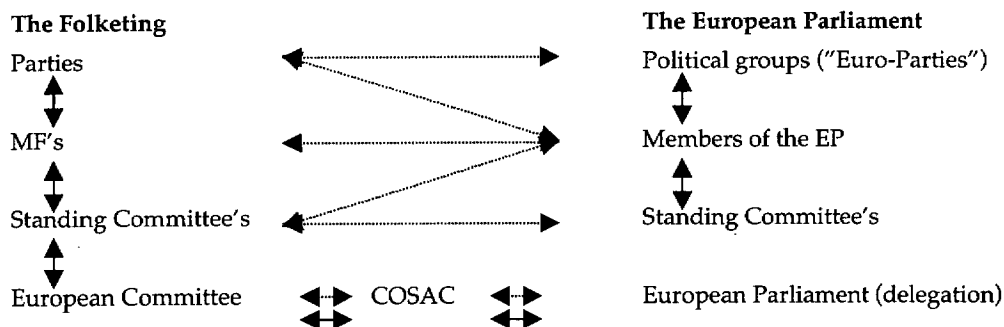 The Folketing The European Parliament
Parties Political groups ("Euro-Parties")
MF's Members of the EP
Standing Committee's Standing Committee's
European Committee COSAC European Parliament (delegation)